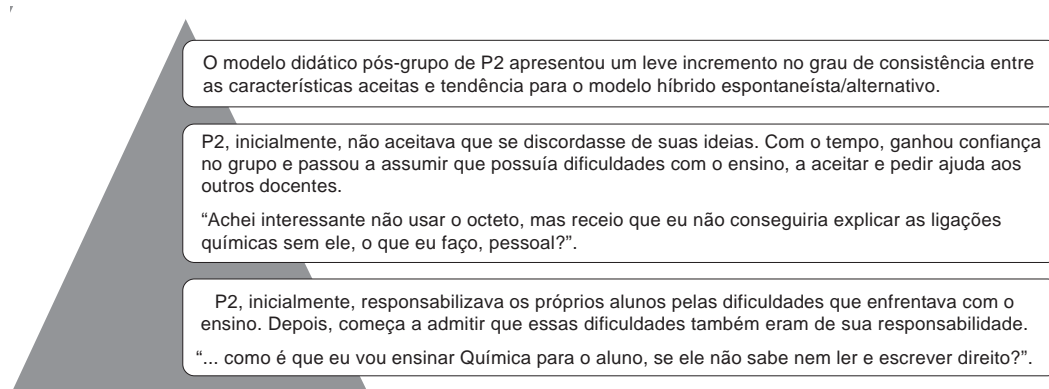 O modelo didático pós-grupo de P2 apresentou um leve incremento no grau de consistência entre
as características aceitas e tendência para o modelo híbrido espontaneísta/alternativo.
P2, inicialmente, não aceitava que se discordasse de suas ideias. Com o tempo, ganhou confiança
no grupo e passou a assumir que possuía dificuldades com o ensino, a aceitar e pedir ajuda aos
outros docentes.
“Achei interessante não usar o octeto, mas receio que eu não conseguiria explicar as ligações
químicas sem ele, o que eu faço, pessoal?”.
P2, inicialmente, responsabilizava os próprios alunos pelas dificuldades que enfrentava com o
ensino. Depois, começa a admitir que essas dificuldades também eram de sua responsabilidade.
“... como é que eu vou ensinar Química para o aluno, se ele não sabe nem ler e escrever direito?”.